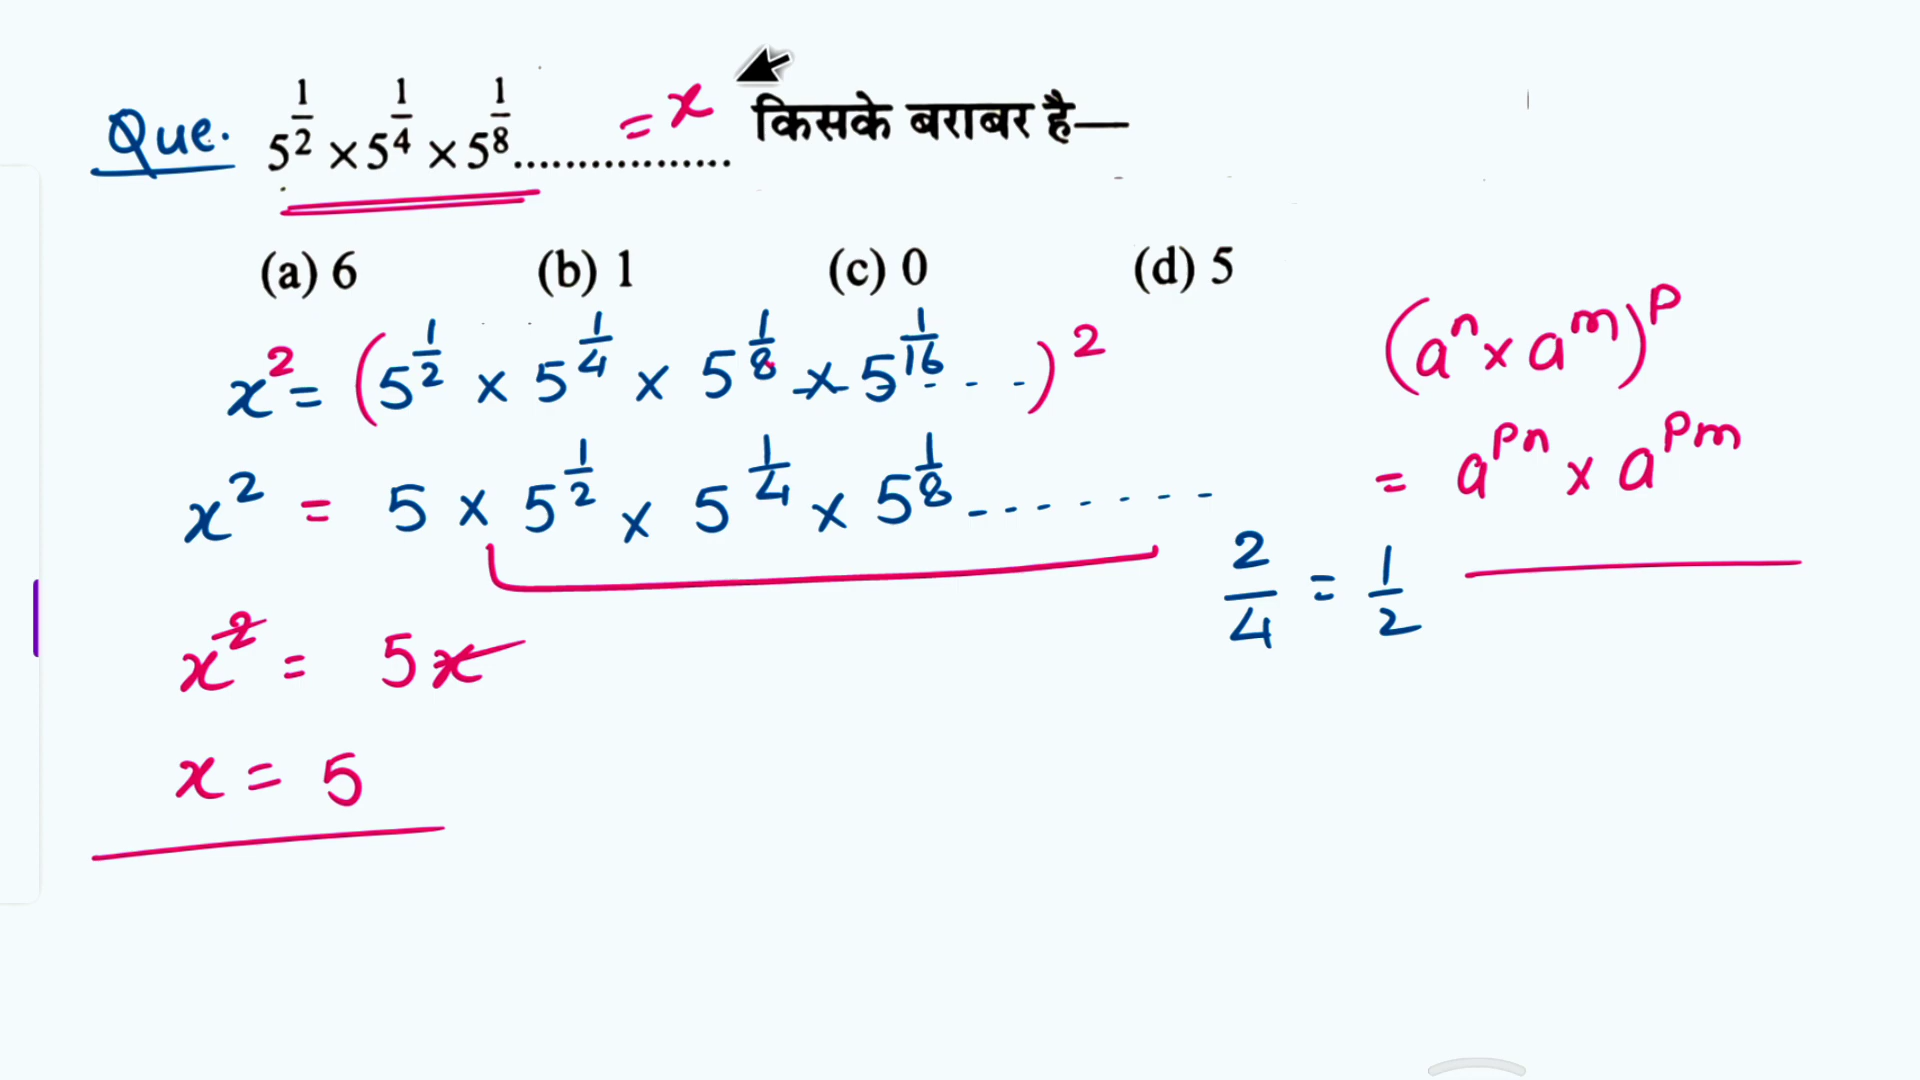 Que. 5^{1/2} × 5^{1/4} × 5^{1/8}................. = x किसके बराबर है—
(a) 6 (b) 1 (c) 0 (d) 5
x² = (5^{1/2} × 5^{1/4} × 5^{1/8} × 5^{1/16} - - - -)²
(aⁿ × aᵐ)ᵖ
x² = 5 × 5^{1/2} × 5^{1/4} × 5^{1/8} - - - - - - -
= a^{pn} × a^{pm}
2/4 = 1/2
x² = 5x
x = 5